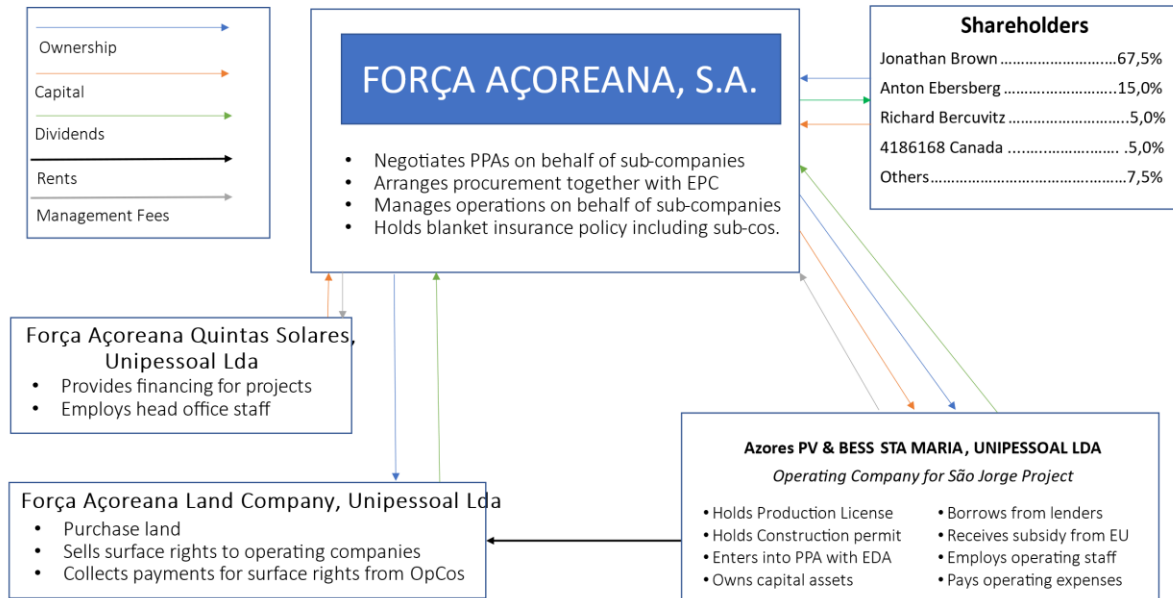 Ownership
Capital
Dividends
Rents
Management Fees
FORÇA AÇOREANA, S.A.
• Negotiates PPAs on behalf of sub-companies
• Arranges procurement together with EPC
• Manages operations on behalf of sub-companies
• Holds blanket insurance policy including sub-cos.
Shareholders
Jonathan Brown ……………………67,5%
Anton Ebersberg……………………15,0%
Richard Bercuvitz …………………..5,0%
4186168 Canada ……..……… .5,0%
Others……………………………..7,5%
Força Açoreana Quintas Solares,
Unipessoal Lda
• Provides financing for projects
• Employs head office staff
Força Açoreana Land Company, Unipessoal Lda
• Purchase land
• Sells surface rights to operating companies
• Collects payments for surface rights from OpCos
Azores PV & BESS STA MARIA, UNIPESSOAL LDA
Operating Company for São Jorge Project
• Holds Production License
• Holds Construction permit
• Enters into PPA with EDA
• Owns capital assets
• Borrows from lenders
• Receives subsidy from EU
• Employs operating staff
• Pays operating expenses